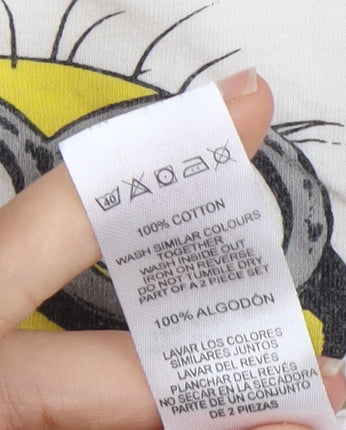 40
100% COTTON
WASH SIMILAR COLOURS
TOGETHER
WASH INSIDE OUT
IRON ON REVERSE
DO NOT TUMBLE DRY
PART OF A 2 PIECE SET
100% ALGODÓN
LAVAR LOS COLORES
SIMILARES JUNTOS
LAVAR DEL REVÉS
PLANCHAR DEL REVÉS
NO SECAR EN LA SECADORA
PARTE DE UN CONJUNTO
DE 2 PIEZAS